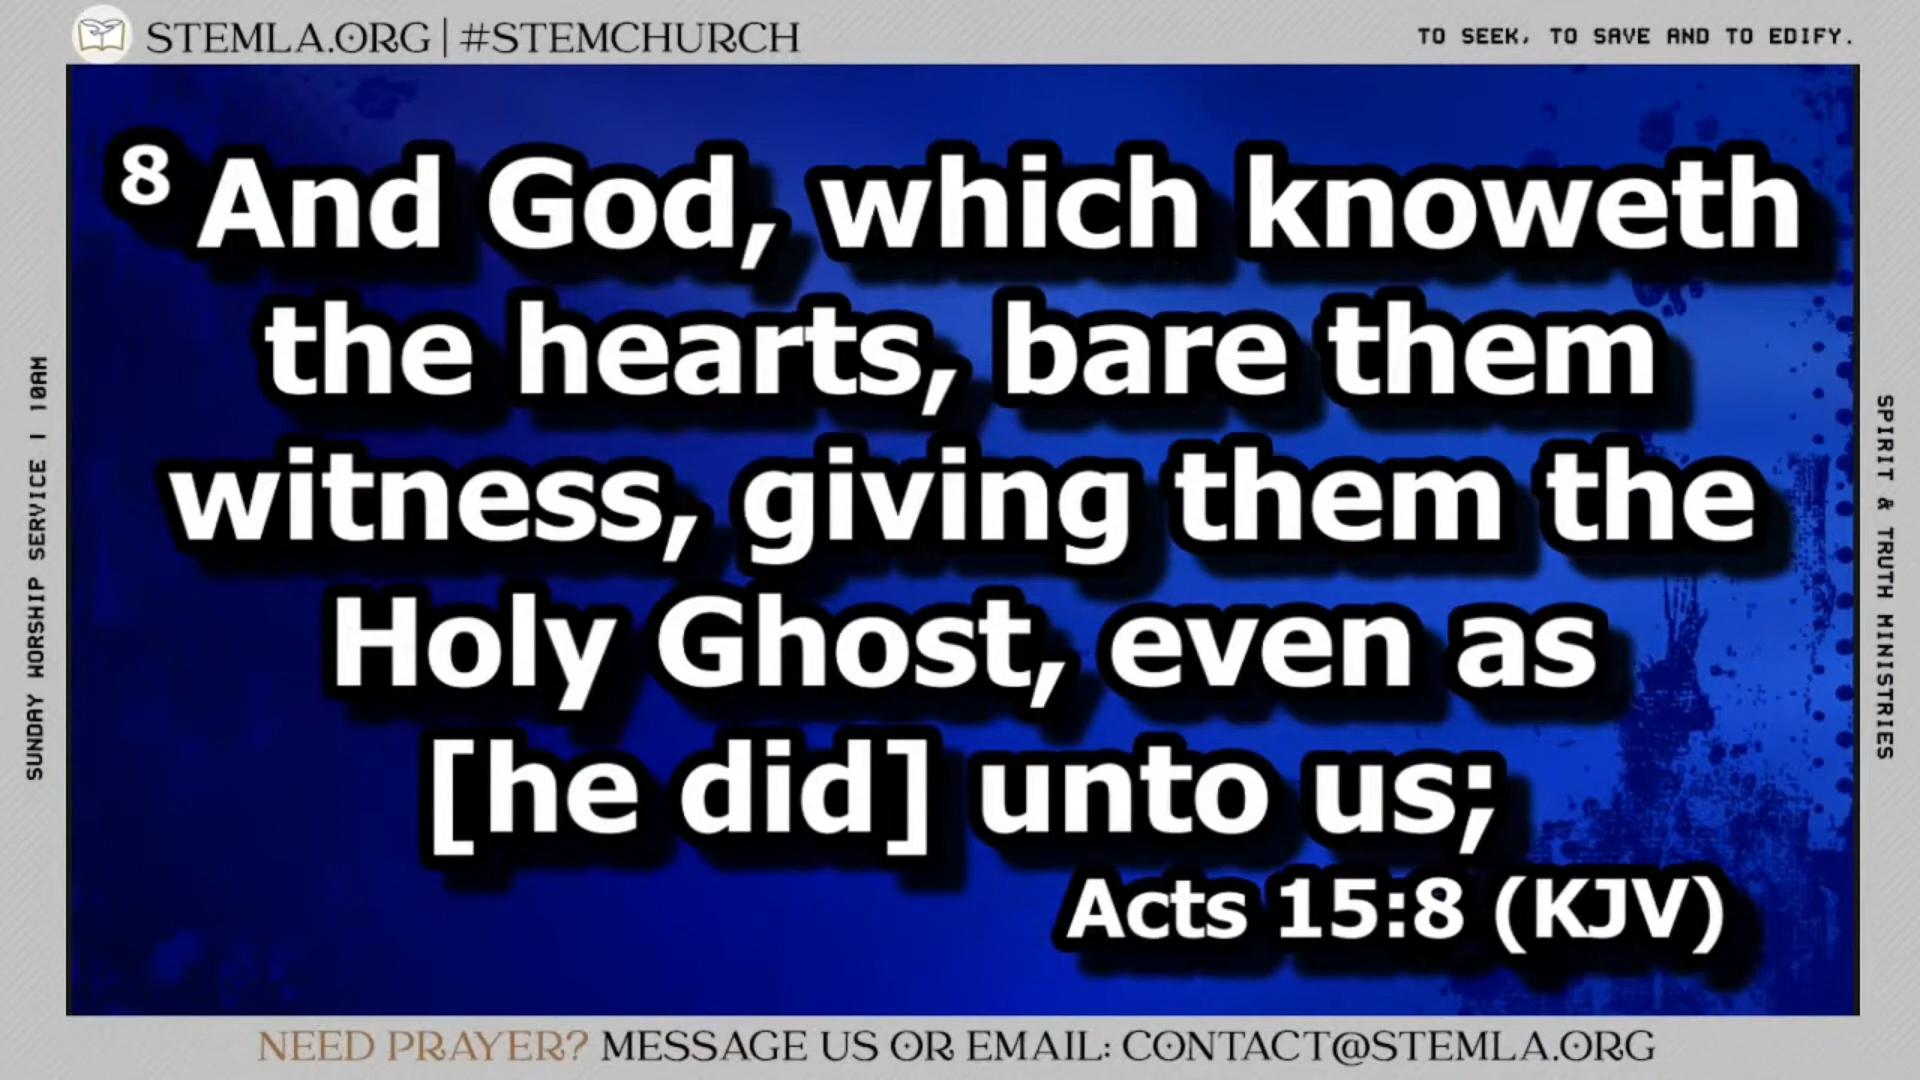 STEMLA.ORG | #STEMCHURCH
TO SEEK, TO SAVE AND TO EDIFY.
SUNDAY WORSHIP SERVICE | 10AM
8 And God, which knoweth
the hearts, bare them
witness, giving them the
Holy Ghost, even as
[he did] unto us;
Acts 15:8 (KJV)
SPIRIT & TRUTH MINISTRIES
NEED PRAYER? MESSAGE US OR EMAIL: CONTACT@STEMLA.ORG